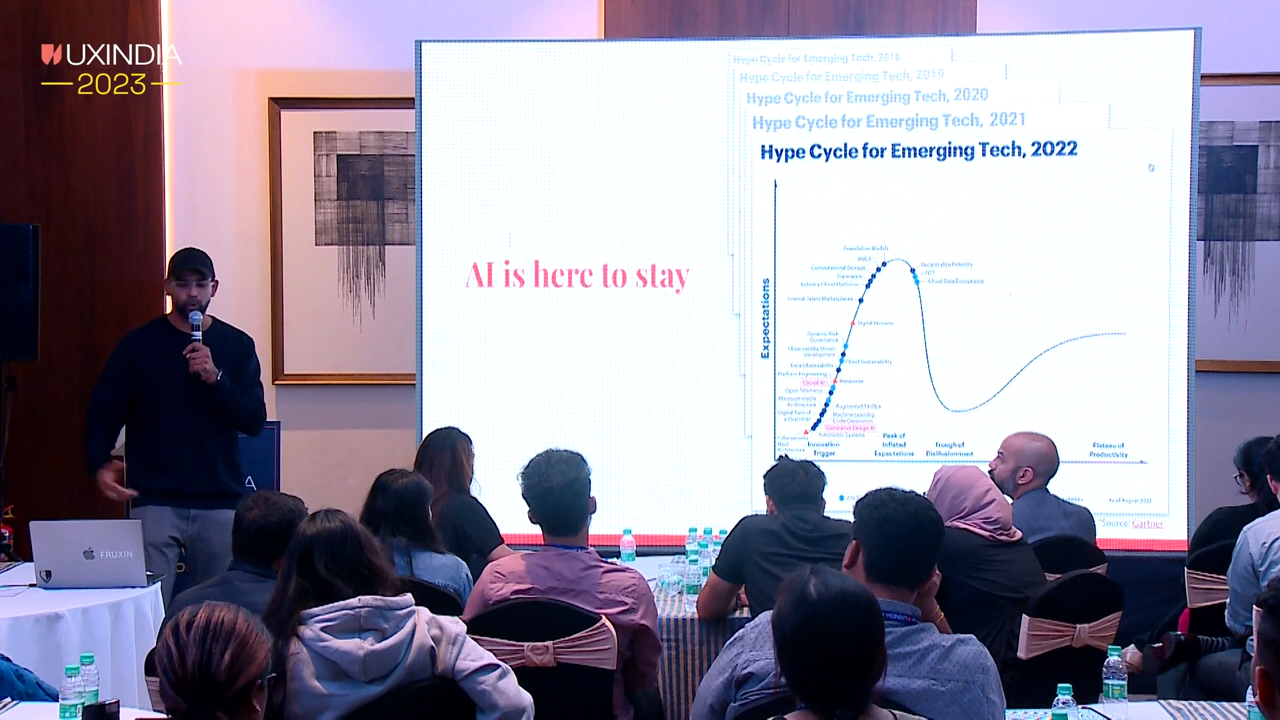 UXINDIA
2023
Hype Cycle for Emerging Tech, 2018
Hype Cycle for Emerging Tech, 2019
Hype Cycle for Emerging Tech, 2020
Hype Cycle for Emerging Tech, 2021
Hype Cycle for Emerging Tech, 2022
AI is here to stay
Expectations
Foundation Models
Web3
Computational Storage
Superapps
Industry Cloud Platforms
Internal Talent Marketplaces
Digital Humans
Dynamic Risk
Governance
Observability Driven
Development
Data Observability
Platform Engineering
Causal AI
Open Telemetry
Minimum Viable
Architecture
Digital Twin of
a Customer
Cybersecurity
Mesh
Architecture
Decentralized Identity
NFT
Cloud Data Ecosystems
Cloud Sustainability
Metaverse
Augmented FinOps
Machine Learning
Code Generation
Generative Design AI
Autonomic Systems
Innovation
Trigger
Peak of
Inflated
Expectations
Trough of
Disillusionment
Plateau of
Productivity
As of August 2022
*Source: Gartner
FRUXIN